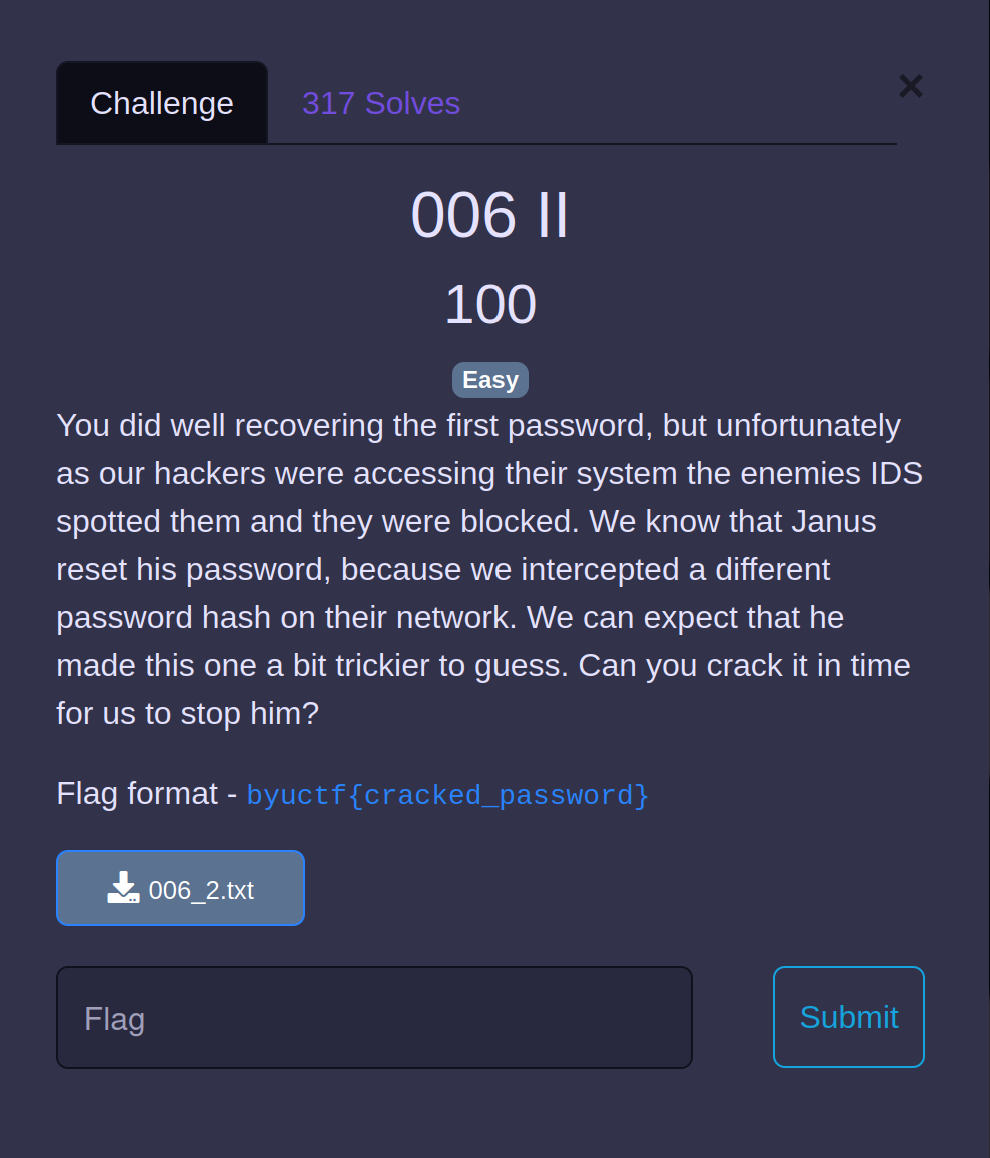 Challenge
317 Solves
×
006 II
100
Easy
You did well recovering the first password, but unfortunately
as our hackers were accessing their system the enemies IDS
spotted them and they were blocked. We know that Janus
reset his password, because we intercepted a different
password hash on their network. We can expect that he
made this one a bit trickier to guess. Can you crack it in time
for us to stop him?
Flag format - byuctf{cracked_password}
006_2.txt
Flag
Submit